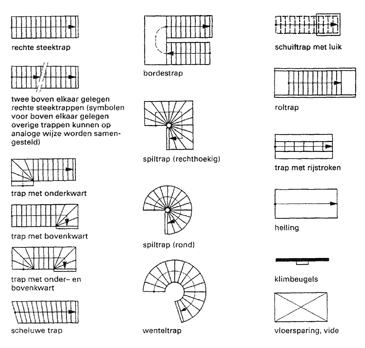 rechte steektrap
twee boven elkaar gelegen
rechte steektrappen (symbolen
voor boven elkaar gelegen
overige trappen kunnen op
analoge wijze worden samen-
gesteld)
trap met onderkwart
trap met bovenkwart
trap met onder- en
bovenkwart
scheluwe trap
bordestrap
spiltrap (rechthoekig)
spiltrap (rond)
wenteltrap
schuiftrap met luik
roltrap
trap met rijstroken
helling
klimbeugels
vloersparing, vide